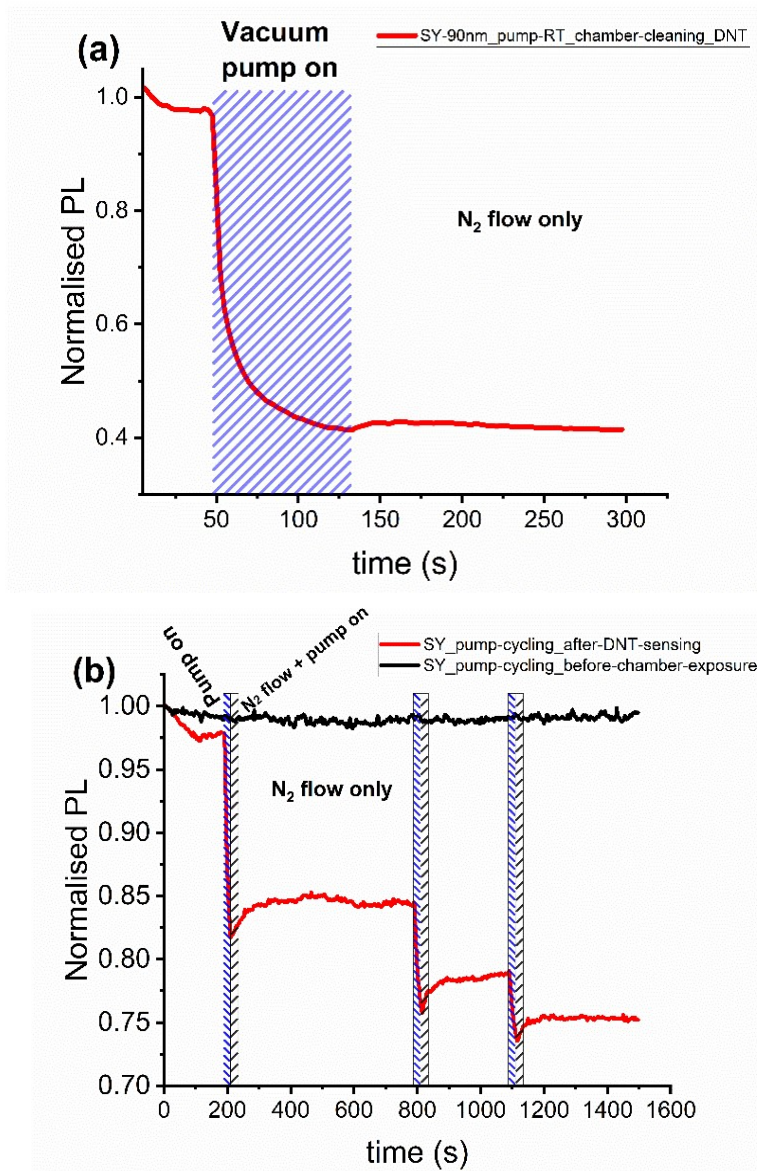 (a)
Vacuum
pump on
SY-90nm_pump-RT_chamber-cleaning_DNT
N₂ flow only
Normalised PL
1.0
0.8
0.6
0.4
50 100 150 200 250 300
time (s)
(b)
Pump on
N₂ flow + pump on
SY_pump-cycling_after-DNT-sensing
SY_pump-cycling_before-chamber-exposure
N₂ flow only
Normalised PL
1.00
0.95
0.90
0.85
0.80
0.75
0.70
0 200 400 600 800 1000 1200 1400 1600
time (s)